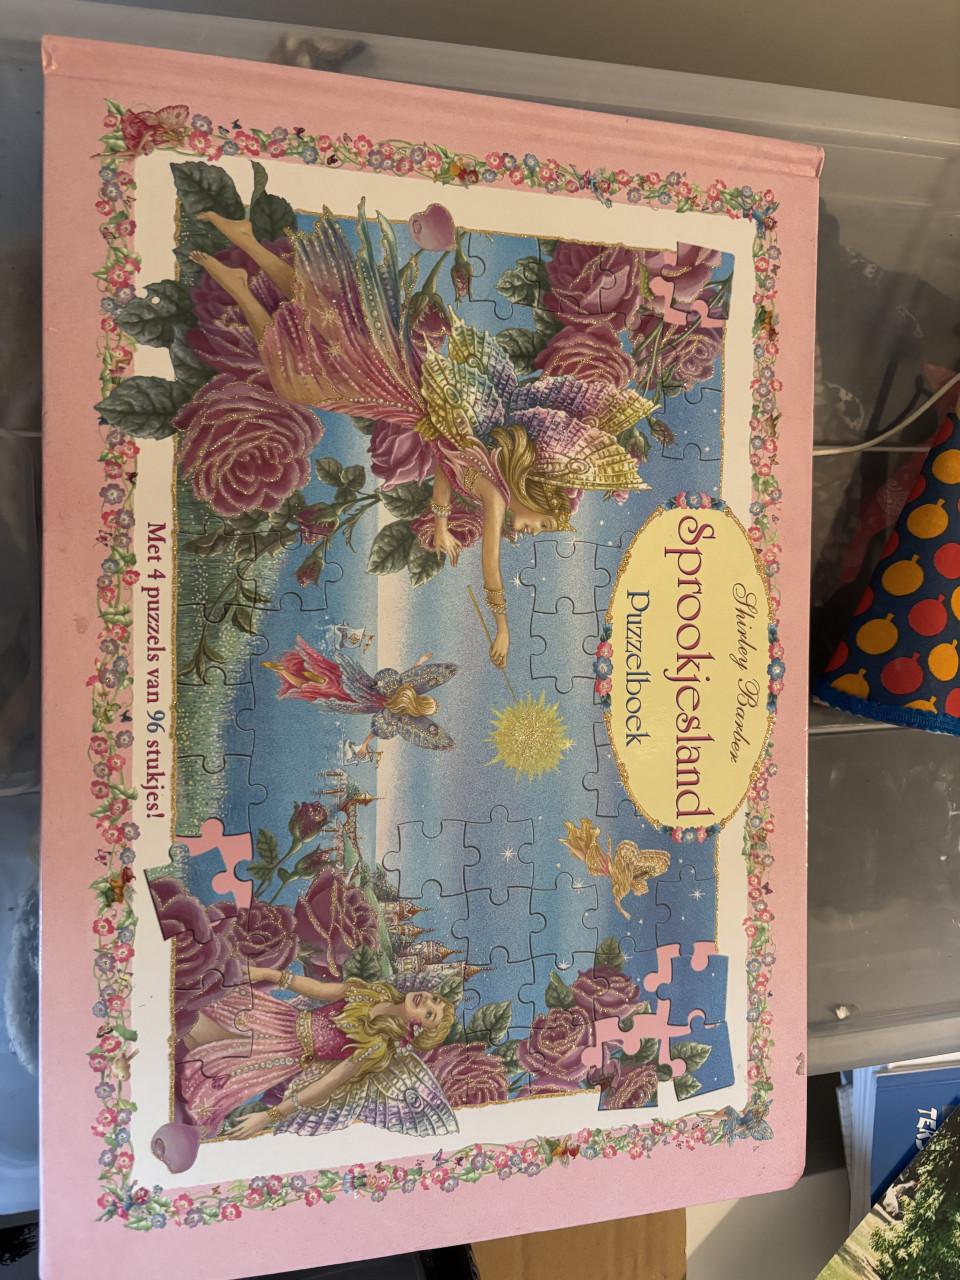 Shirley Barber
Sprookjesland
Puzzelboek
Met 4 puzzels van 96 stukjes!